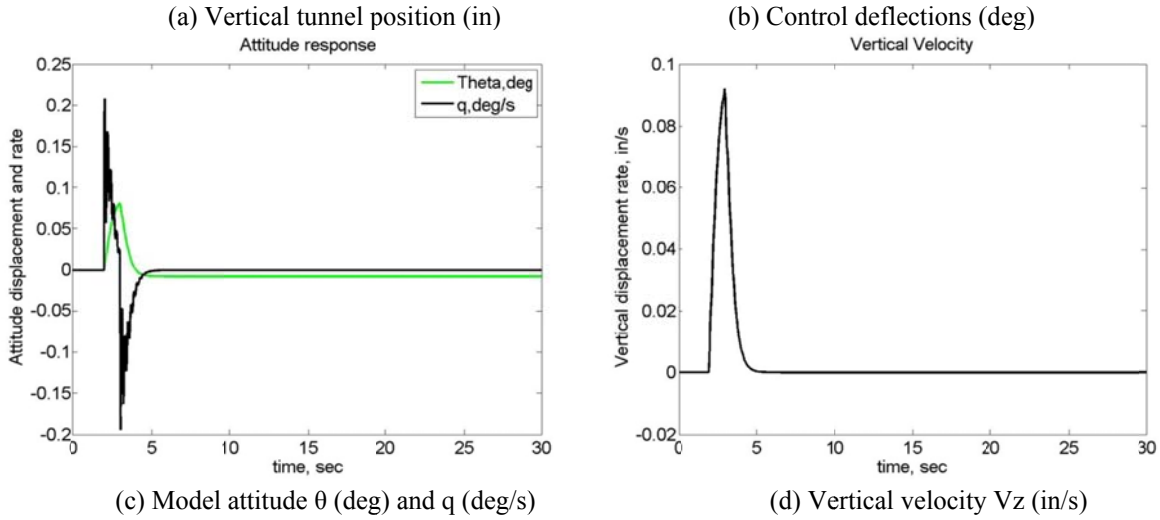 (a) Vertical tunnel position (in)
(b) Control deflections (deg)
Attitude response
0.25
0.2
0.15
0.1
0.05
0
-0.05
-0.1
-0.15
-0.2
Attitude displacement and rate
Theta,deg
q,deg/s
0 5 10 15 20 25 30
time, sec
(c) Model attitude θ (deg) and q (deg/s)
Vertical Velocity
0.1
0.08
0.06
0.04
0.02
0
-0.02
Vertical displacement rate, in/s
0 5 10 15 20 25 30
time, sec
(d) Vertical velocity Vz (in/s)